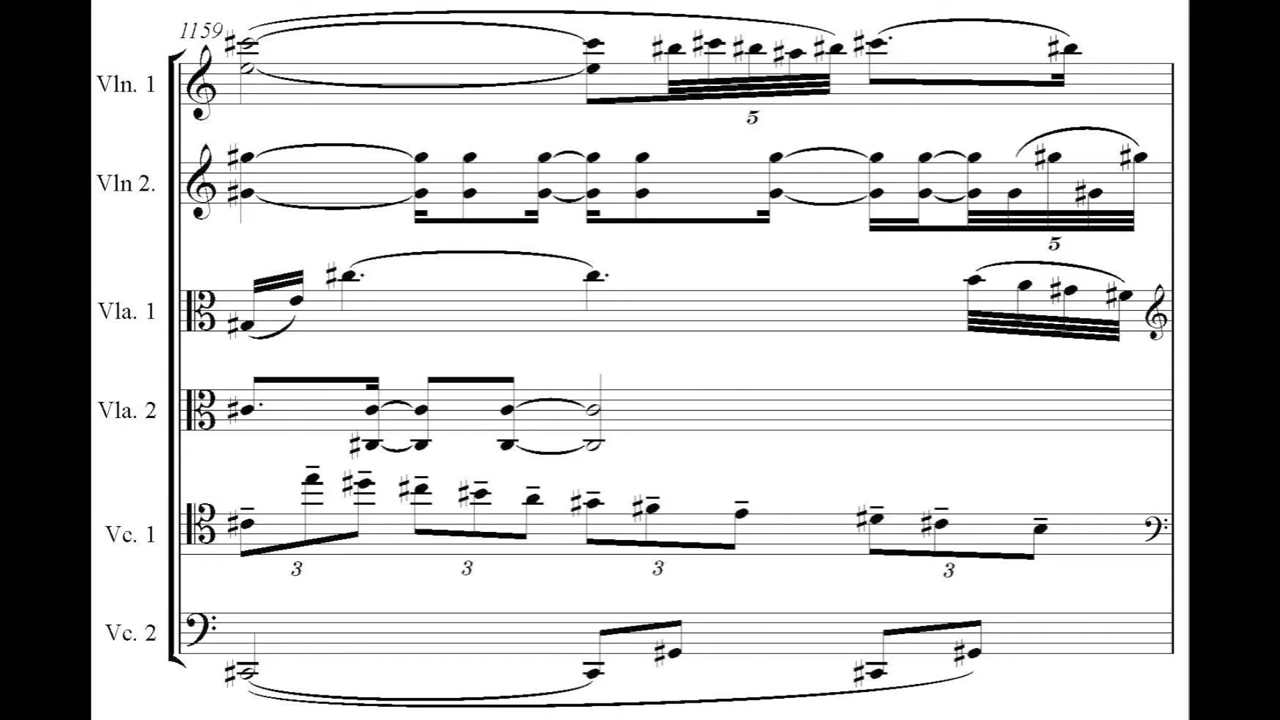 1159
Vln. 1
5
Vln 2.
5
Vla. 1
Vla. 2
Vc. 1
3 3 3 3
Vc. 2